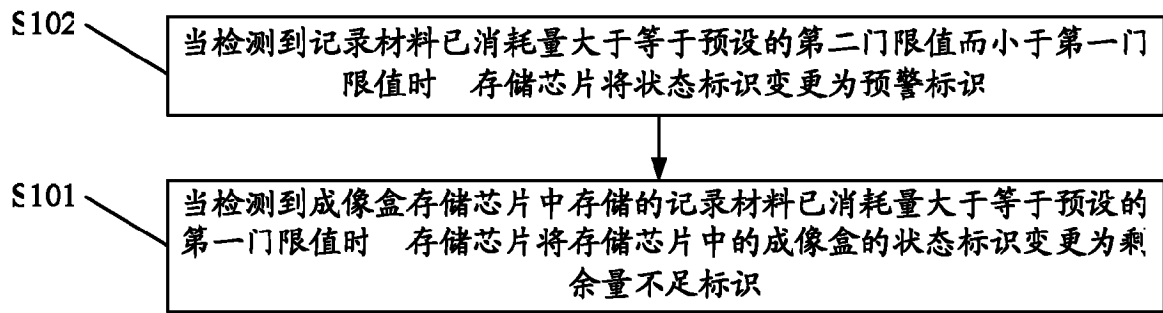 S102
当检测到记录材料已消耗量大于等于预设的第二门限值而小于第一门
限值时 存储芯片将状态标识变更为预警标识
S101
当检测到成像盒存储芯片中存储的记录材料已消耗量大于等于预设的
第一门限值时 存储芯片将存储芯片中的成像盒的状态标识变更为剩
余量不足标识